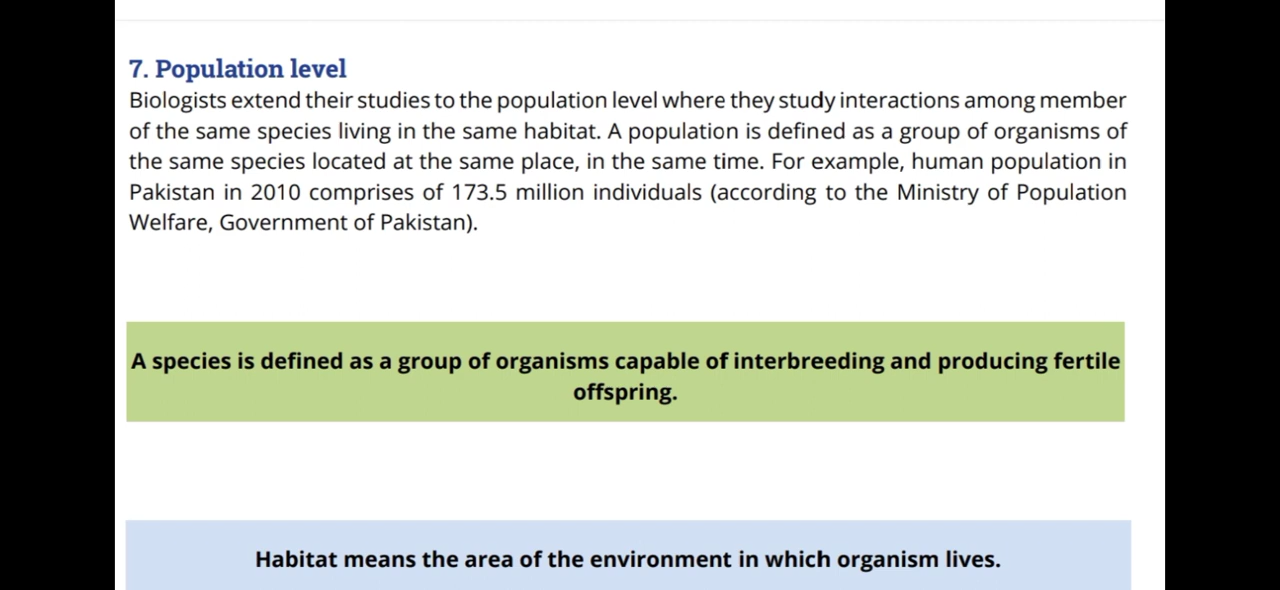 7. Population level
Biologists extend their studies to the population level where they study interactions among member
of the same species living in the same habitat. A population is defined as a group of organisms of
the same species located at the same place, in the same time. For example, human population in
Pakistan in 2010 comprises of 173.5 million individuals (according to the Ministry of Population
Welfare, Government of Pakistan).
A species is defined as a group of organisms capable of interbreeding and producing fertile
offspring.
Habitat means the area of the environment in which organism lives.